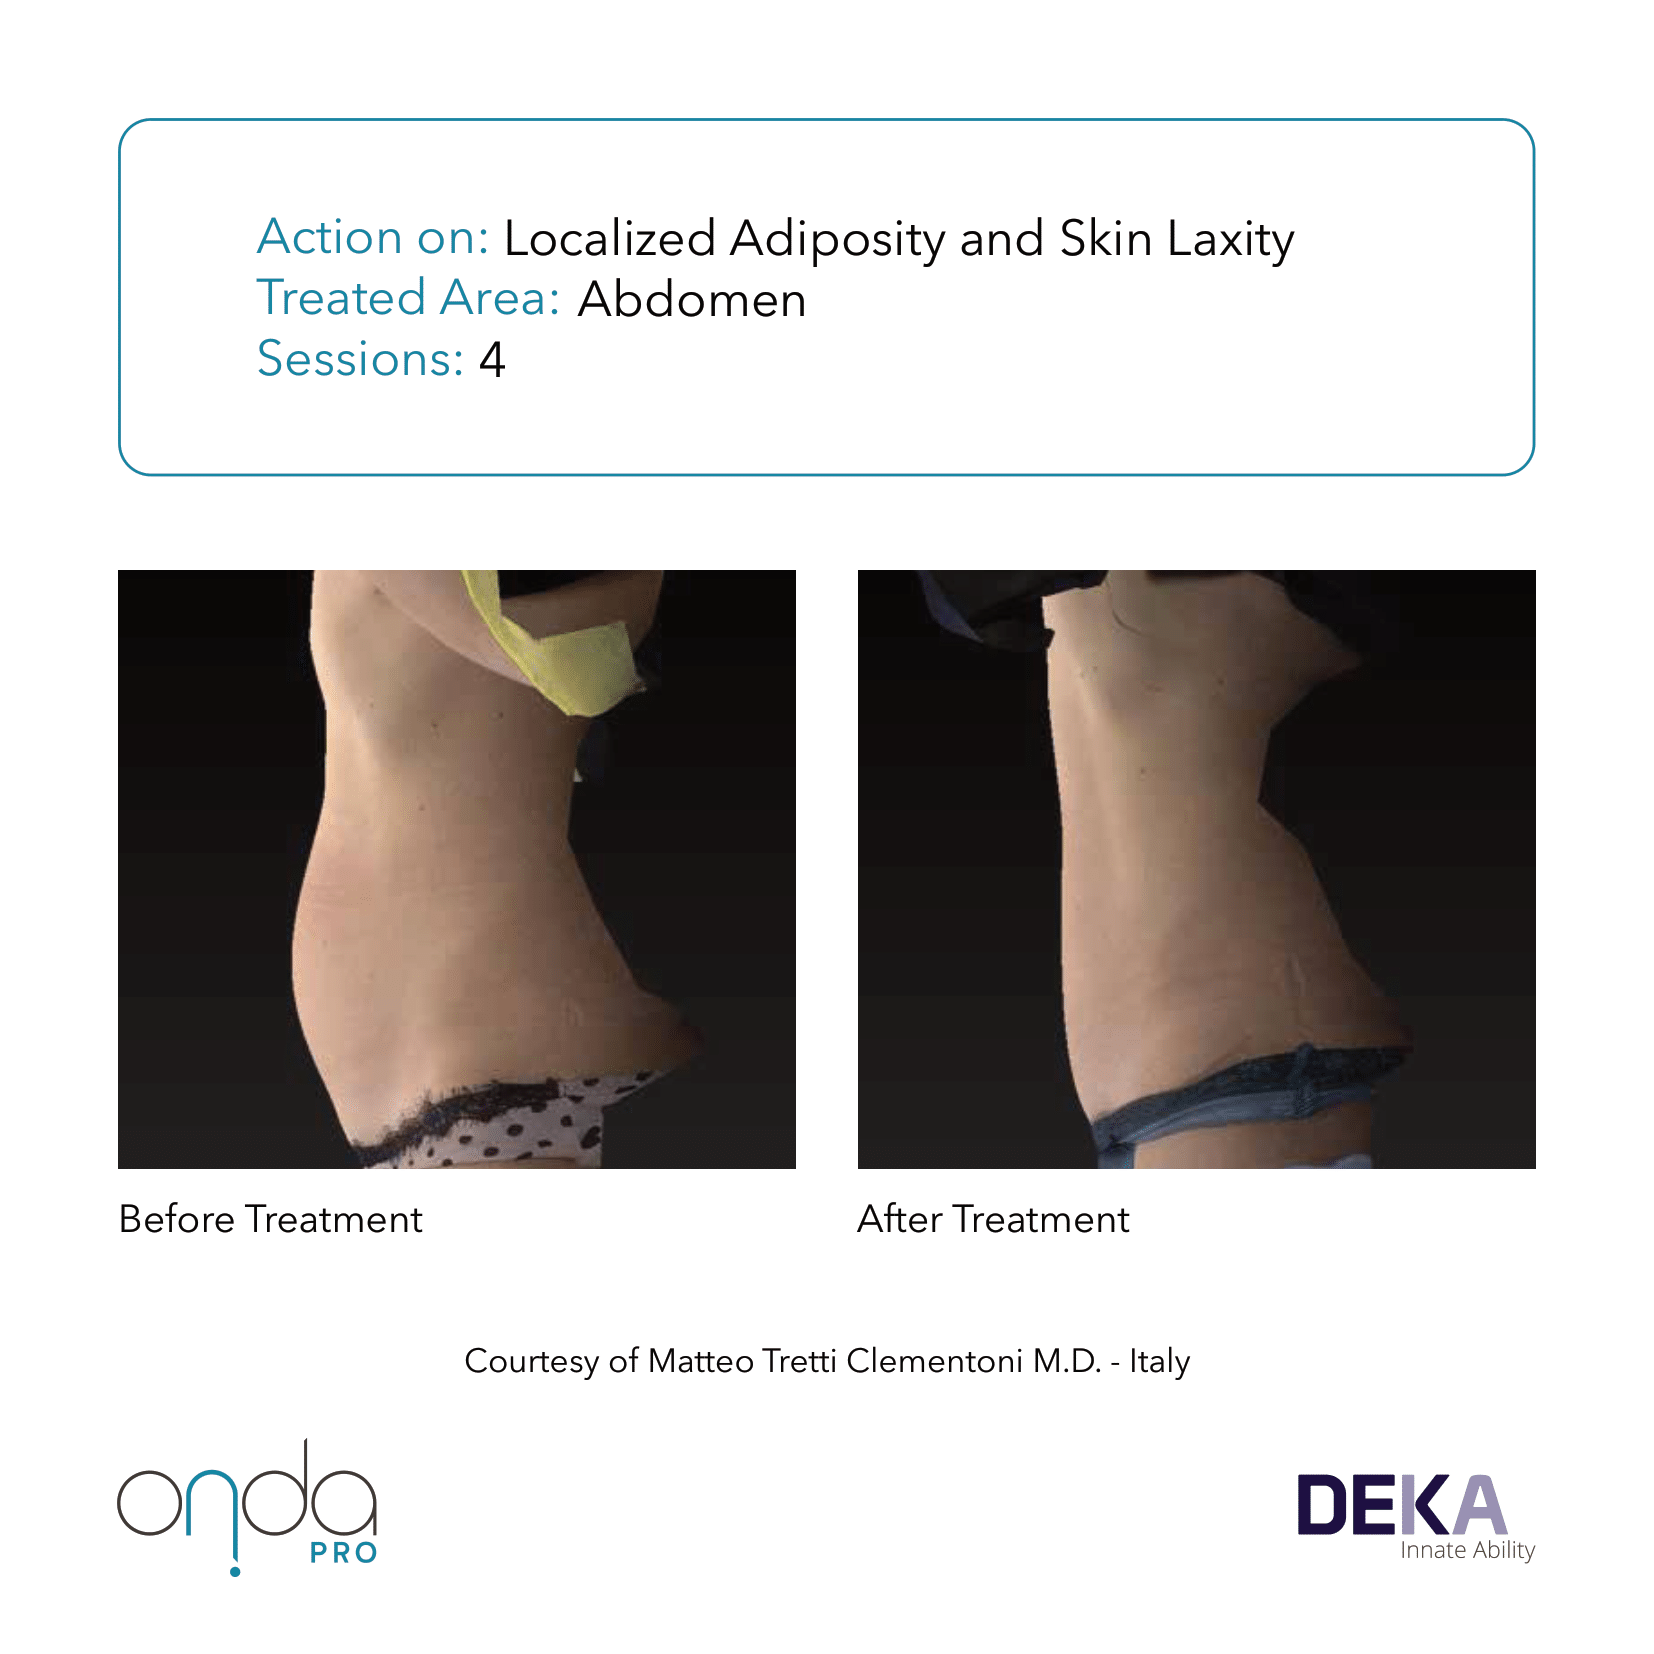 Action on: Localized Adiposity and Skin Laxity
Treated Area: Abdomen
Sessions: 4
Before Treatment
After Treatment
Courtesy of Matteo Tretti Clementoni M.D. - Italy
onda
PRO
DEKA
Innate Ability